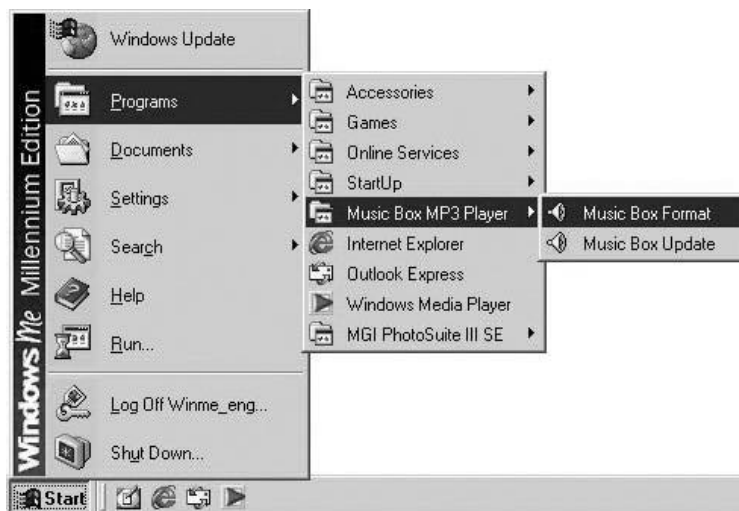 Windows Me Millennium Edition
Windows Update
Programs
Documents
Settings
Search
Help
Run...
Log Off Winme_eng...
Shut Down...
Accessories
Games
Online Services
StartUp
Music Box MP3 Player
Internet Explorer
Outlook Express
Windows Media Player
MGI PhotoSuite III SE
Music Box Format
Music Box Update
Start